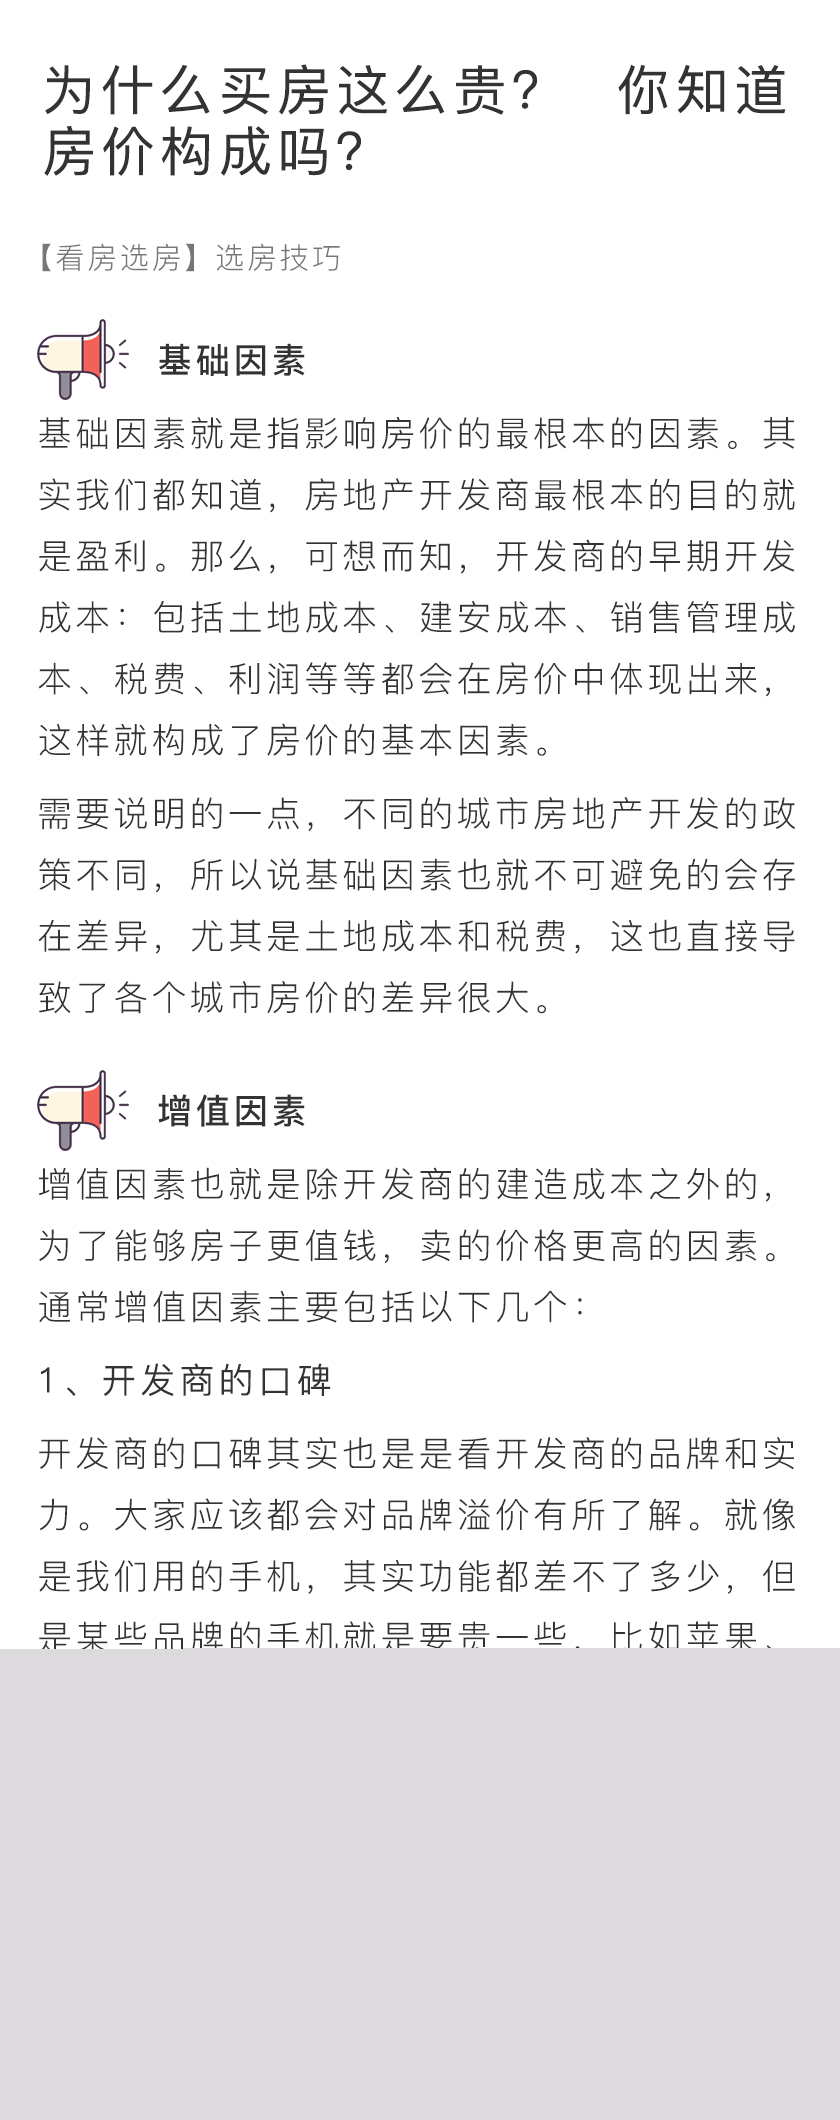 为什么买房这么贵？ 你知道
房价构成吗？
【看房选房】选房技巧
基础因素
基础因素就是指影响房价的最根本的因素。其
实我们都知道，房地产开发商最根本的目的就
是盈利。那么，可想而知，开发商的早期开发
成本：包括土地成本、建安成本、销售管理成
本、税费、利润等等都会在房价中体现出来，
这样就构成了房价的基本因素。
需要说明的一点，不同的城市房地产开发的政
策不同，所以说基础因素也就不可避免的会存
在差异，尤其是土地成本和税费，这也直接导
致了各个城市房价的差异很大。
增值因素
增值因素也就是除开发商的建造成本之外的，
为了能够房子更值钱，卖的价格更高的因素。
通常增值因素主要包括以下几个：
1、开发商的口碑
开发商的口碑其实也是是看开发商的品牌和实
力。大家应该都会对品牌溢价有所了解。就像
是我们用的手机，其实功能都差不了多少，但
是某些品牌的手机就是要贵一些，比如苹果、